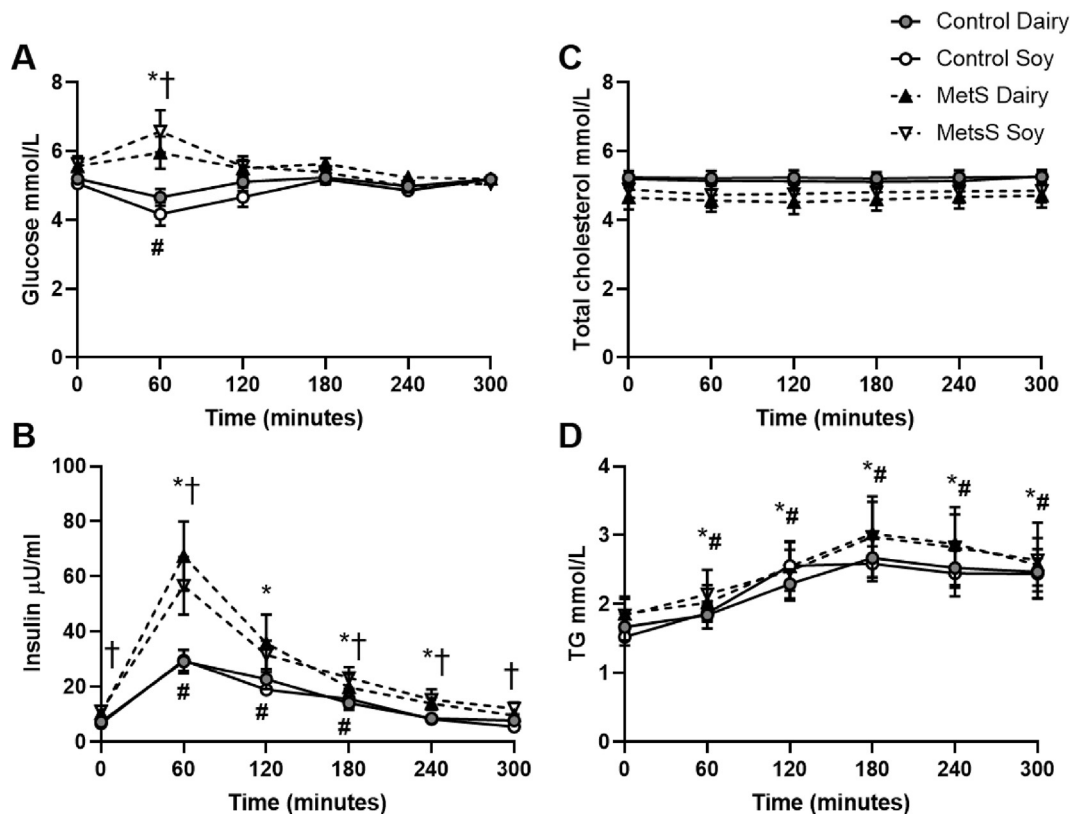 Control Dairy
Control Soy
MetS Dairy
MetsS Soy
A
*†
#
8
6
4
2
0
Glucose mmol/L
0 60 120 180 240 300
Time (minutes)
C
8
6
4
2
0
Total cholesterol mmol/L
0 60 120 180 240 300
Time (minutes)
B
† *† * *† *† †
# # #
100
80
60
40
20
0
Insulin µU/ml
0 60 120 180 240 300
Time (minutes)
D
*# *# *# *# *#
4
3
2
1
0
TG mmol/L
0 60 120 180 240 300
Time (minutes)